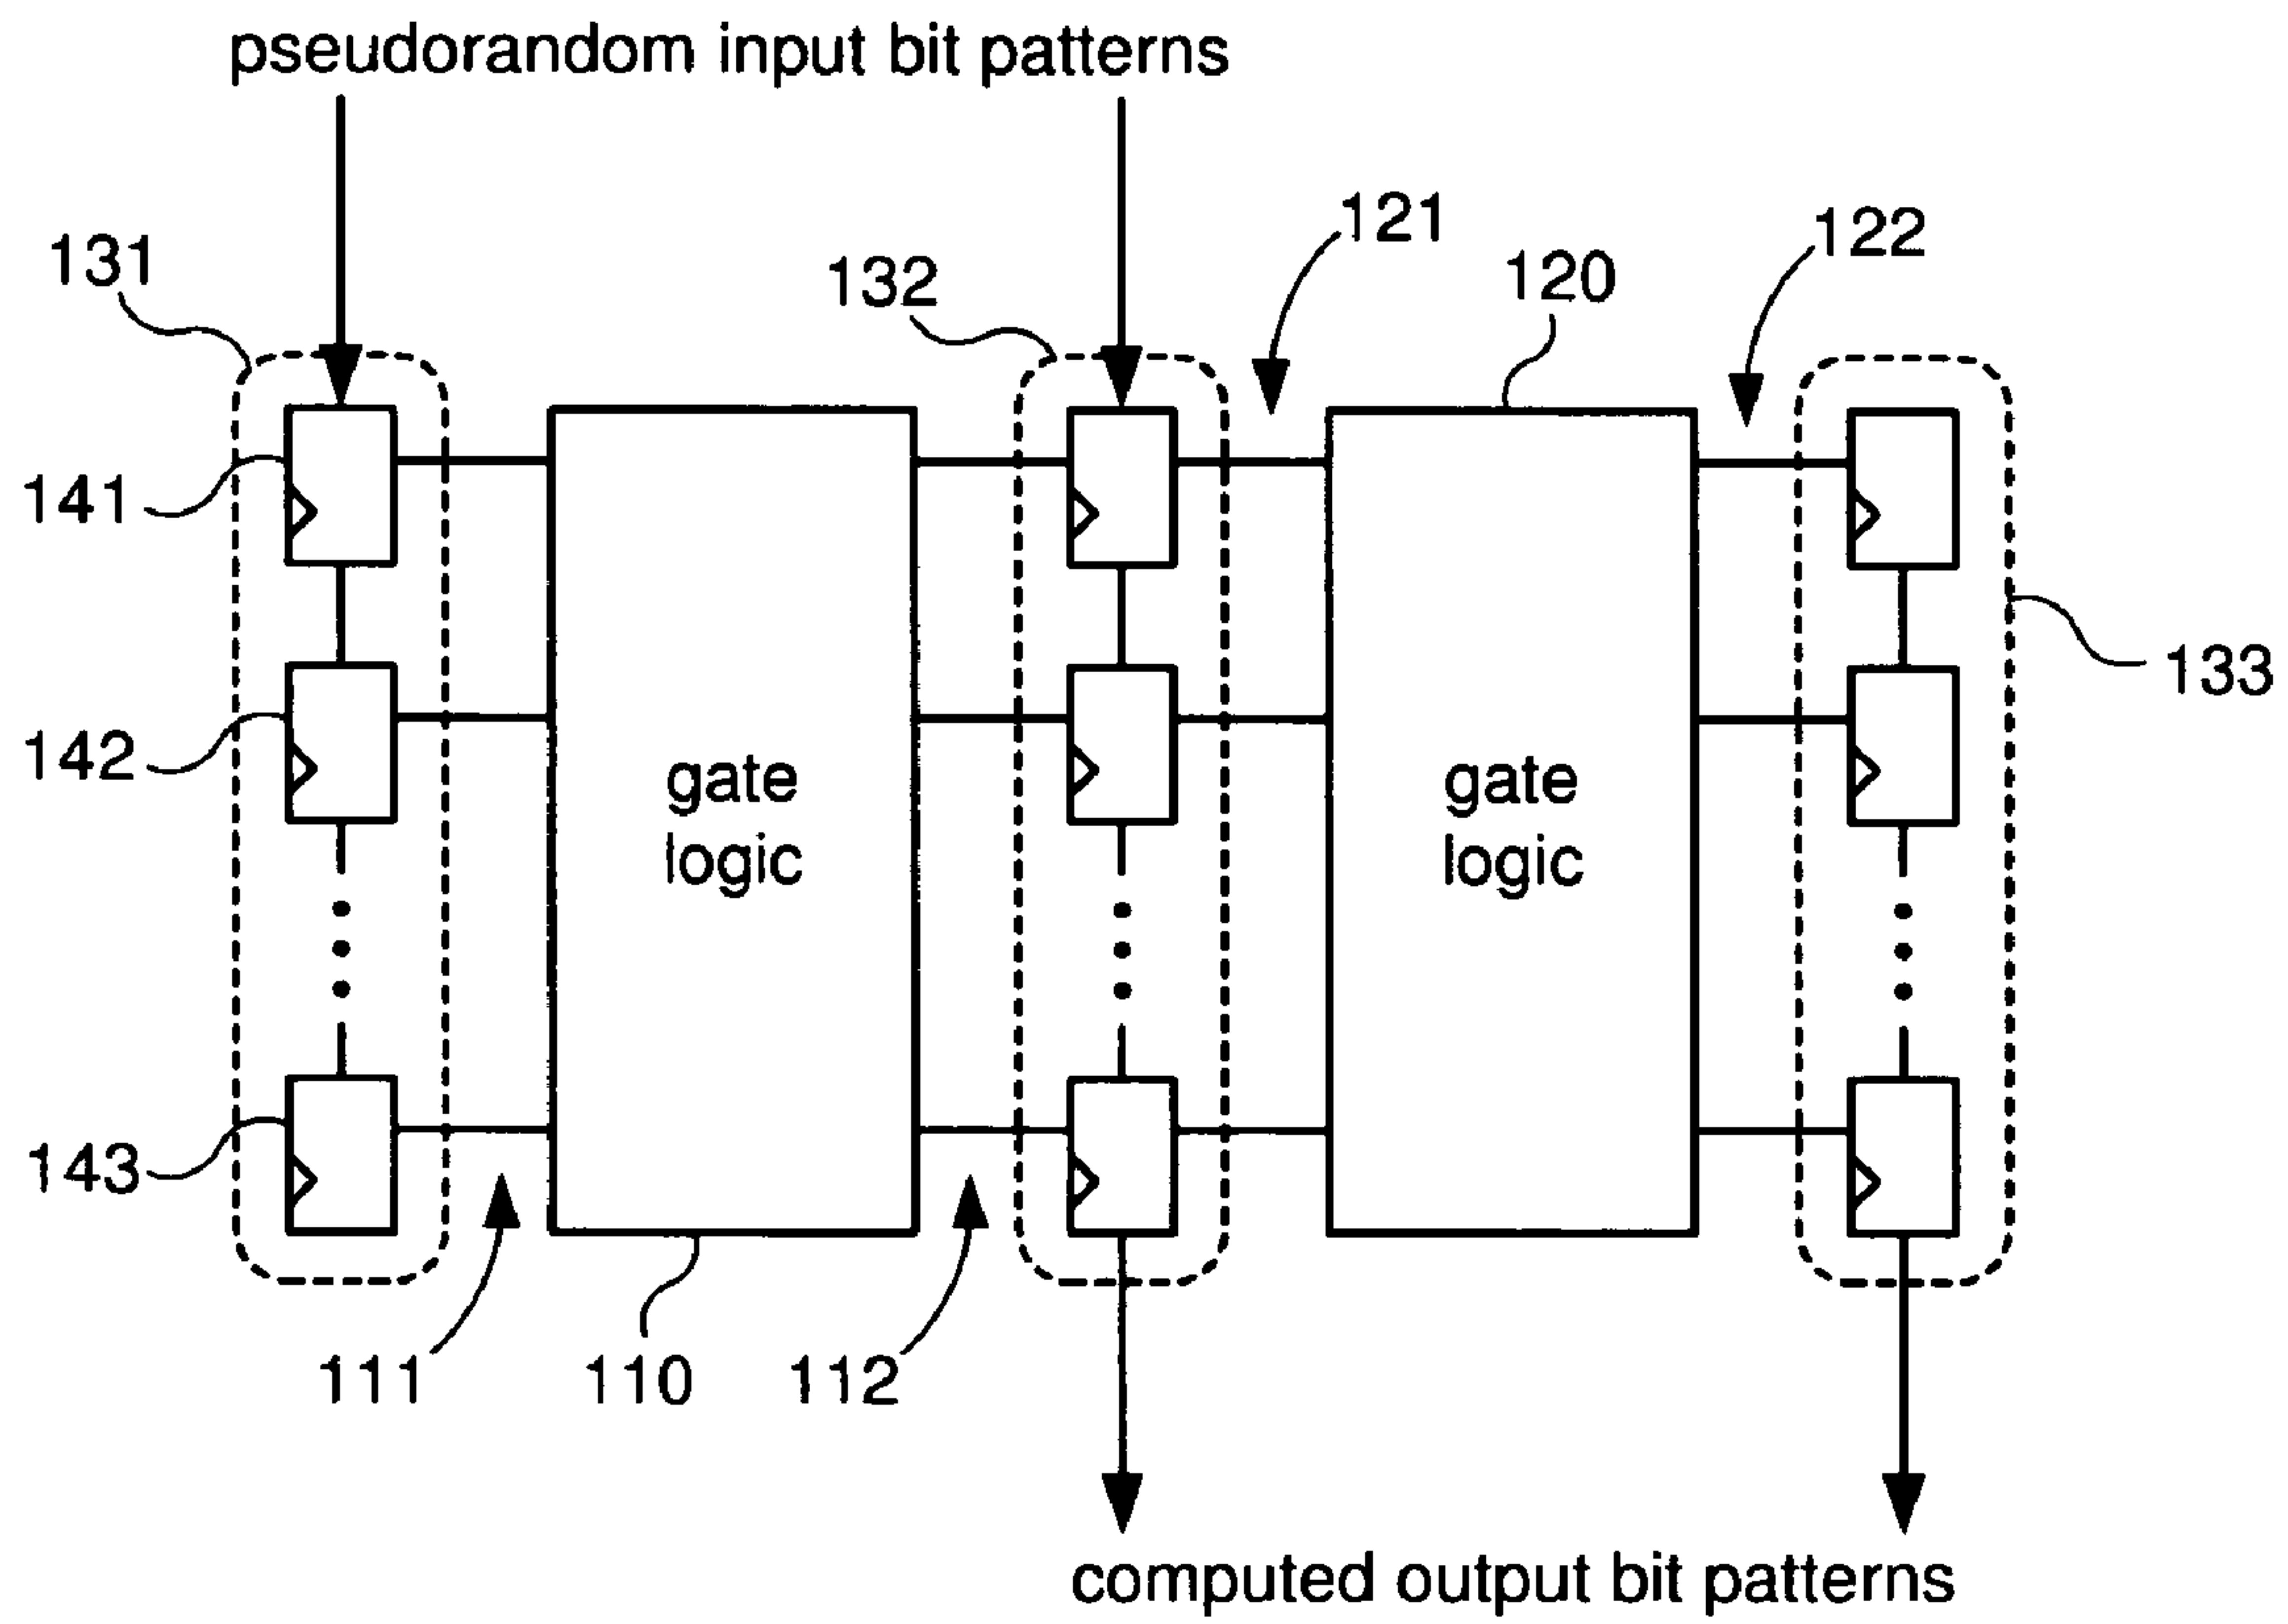 pseudorandom input bit patterns
121
122
131
132
120
141
133
142
gate
logic
gate
logic
143
111
110
112
computed output bit patterns